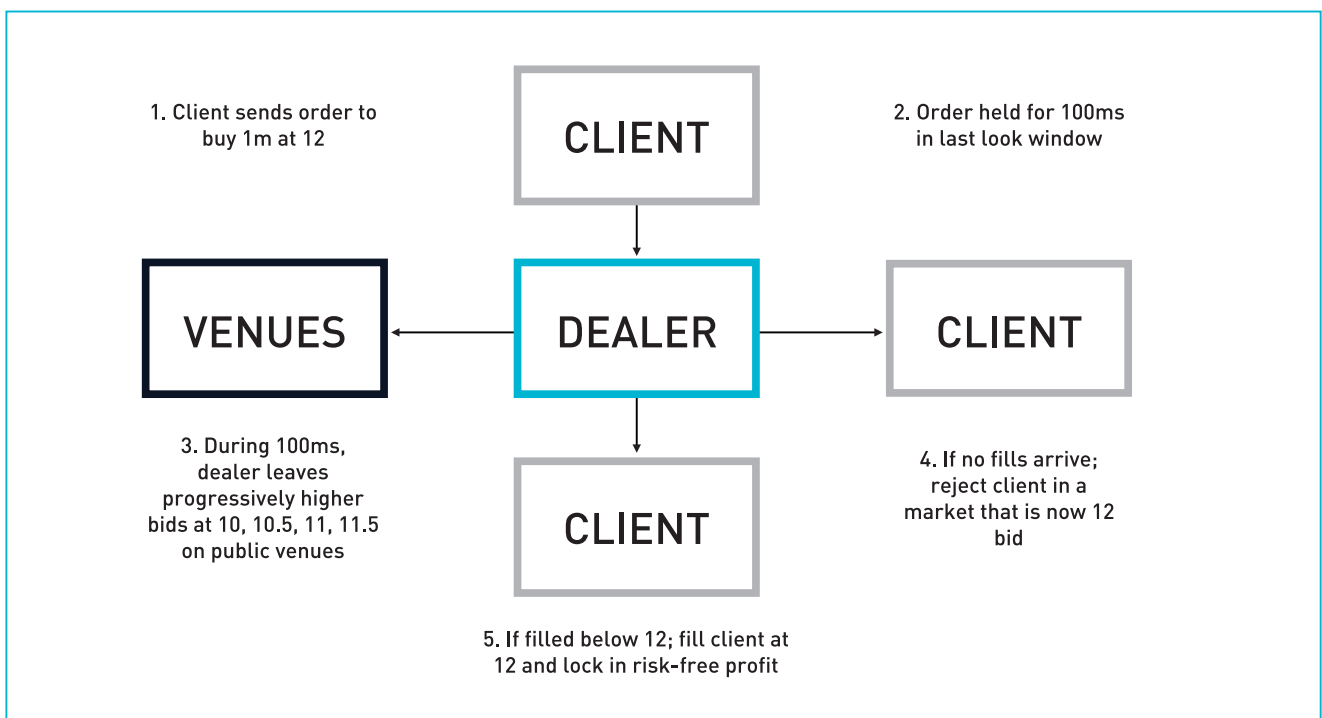 1. Client sends order to
buy 1m at 12
CLIENT
2. Order held for 100ms
in last look window
VENUES
DEALER
CLIENT
3. During 100ms,
dealer leaves
progressively higher
bids at 10, 10.5, 11, 11.5
on public venues
CLIENT
4. If no fills arrive;
reject client in a
market that is now 12
bid
5. If filled below 12; fill client at
12 and lock in risk-free profit